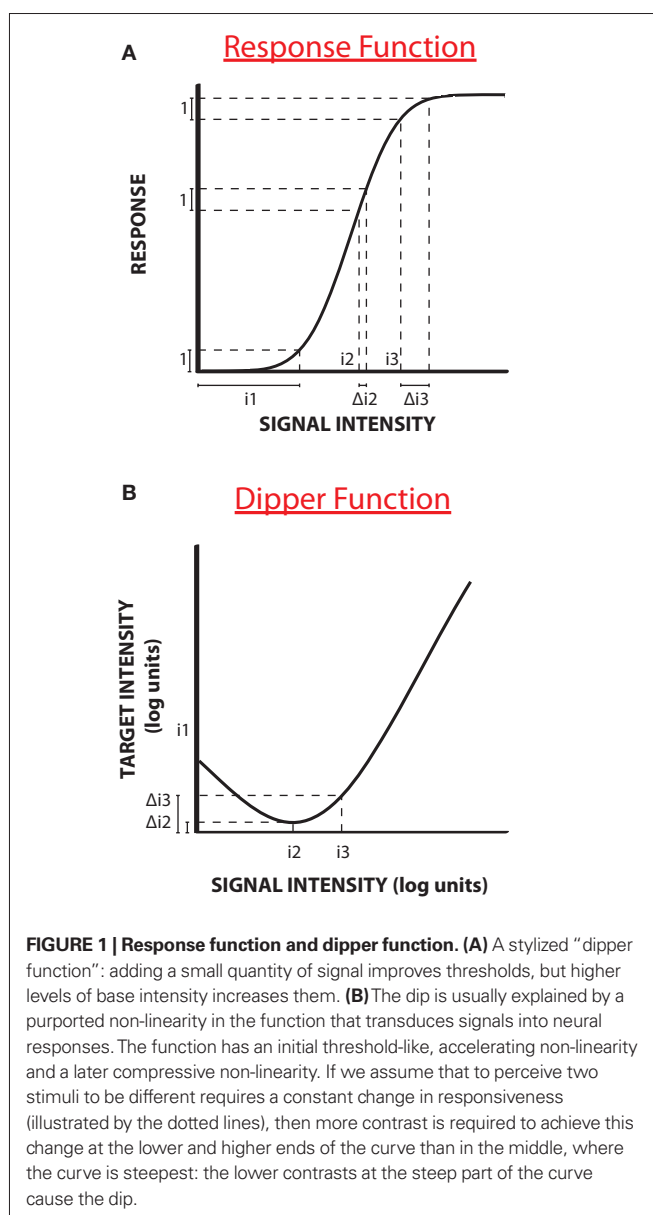 A
Response Function
RESPONSE
1
1
1
i2
i3
i1
Δi2
Δi3
SIGNAL INTENSITY
B
Dipper Function
TARGET INTENSITY
(log units)
i1
Δi3
Δi2
i2
i3
SIGNAL INTENSITY (log units)
FIGURE 1 | Response function and dipper function. (A) A stylized “dipper
function”: adding a small quantity of signal improves thresholds, but higher
levels of base intensity increases them. (B) The dip is usually explained by a
purported non-linearity in the function that transduces signals into neural
responses. The function has an initial threshold-like, accelerating non-linearity
and a later compressive non-linearity. If we assume that to perceive two
stimuli to be different requires a constant change in responsiveness
(illustrated by the dotted lines), then more contrast is required to achieve this
change at the lower and higher ends of the curve than in the middle, where
the curve is steepest: the lower contrasts at the steep part of the curve
cause the dip.